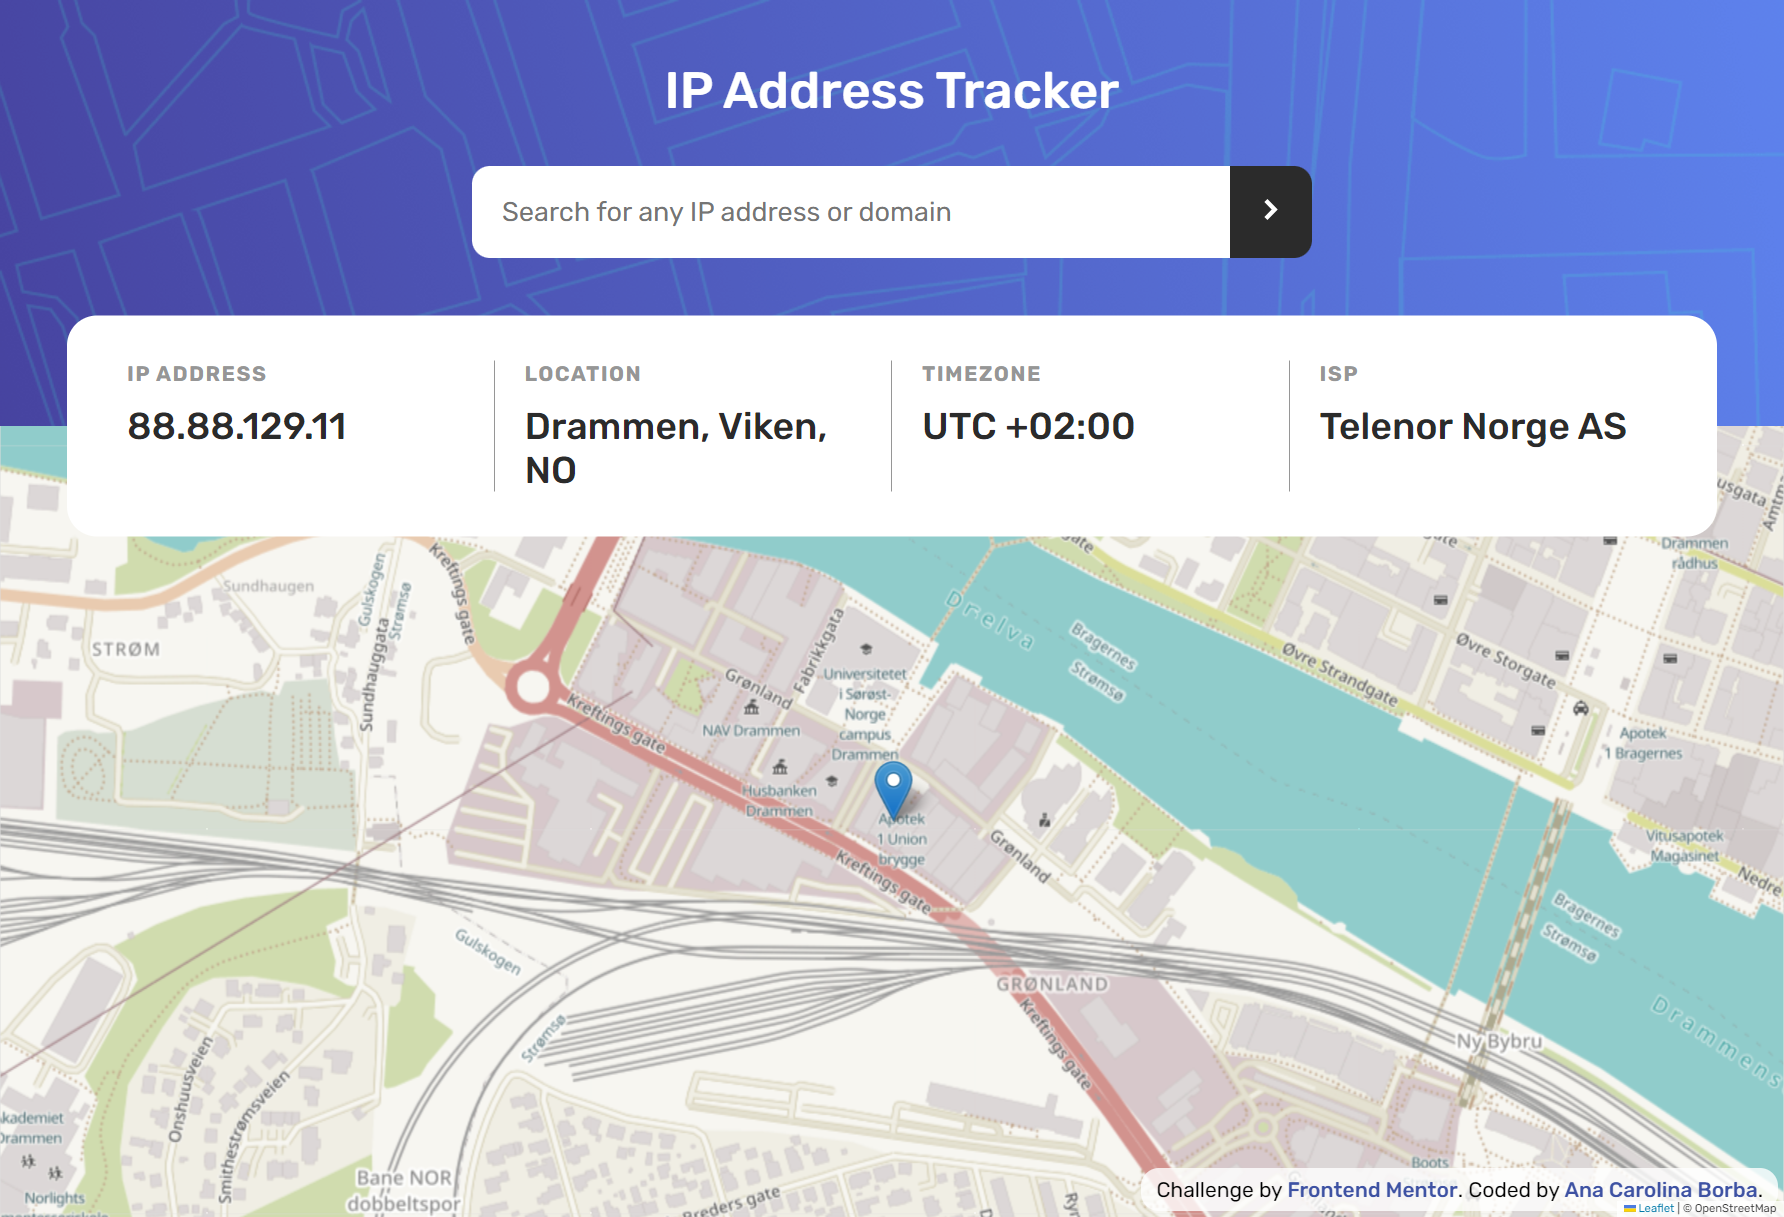 IP Address Tracker
Search for any IP address or domain
IP ADDRESS
88.88.129.11
LOCATION
Drammen, Viken,
NO
TIMEZONE
UTC +02:00
ISP
Telenor Norge AS
usgata
Drammen
rådhus
Sundhaugen
Gulskogen
Strømsø
Kreftings gate
STRØM
Sundhauggata
Fabrikkgata
Universitetet
i Sørøst-
Norge
campus
Drammen
Grønland
NAV Drammen
Kreftings gate
Husbanken
Drammen
Apotek
1 Union
brygge
Drelva
Bragernes
Strømsø
Øvre Strandgate
Øvre Storgate
Apotek
1 Bragernes
Vitusapotek
Magasinet
Nedre
Grønland
Kreftings gate
Bragernes
Strømsø
Gulskogen
Strømsø
GRØNLAND
Kreftings gate
Ny Bybru
Drammens
Onshusveien
Smithestrømsveien
kademiet
Drammen
Norlights
Bane NOR
dobbeltspor
reders gate
Boots
Challenge by Frontend Mentor. Coded by Ana Carolina Borba.
Leaflet | © OpenStreetMap